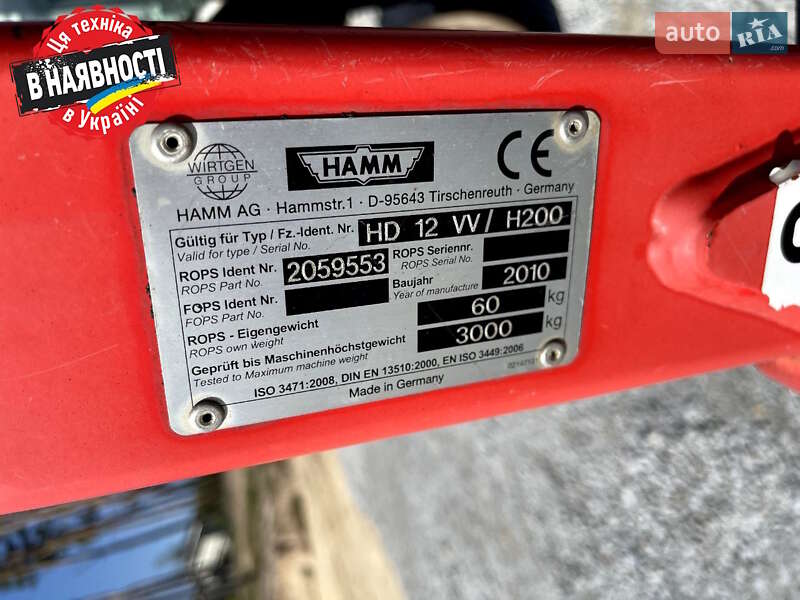 Ця техніка
В НАЯВНОСТІ
в Україні
auto RIA.com
WIRTGEN
GROUP
HAMM
CE
HAMM AG · Hammstr.1 · D-95643 Tirschenreuth · Germany
Gültig für Typ / Fz.-Ident. Nr. HD 12 VV/ H200
Valid for type / Serial No.
ROPS Ident Nr. 2059553 ROPS Seriennr.
ROPS Part No. ROPS Serial No.
FOPS Ident Nr. Baujahr 2010
FOPS Part No. Year of manufacture
ROPS - Eigengewicht 60 kg
ROPS own weight
Geprüft bis Maschinenhöchstgewicht 3000 kg
Tested to Maximum machine weight
ISO 3471:2008, DIN EN 13510:2000, EN ISO 3449:2006
Made in Germany